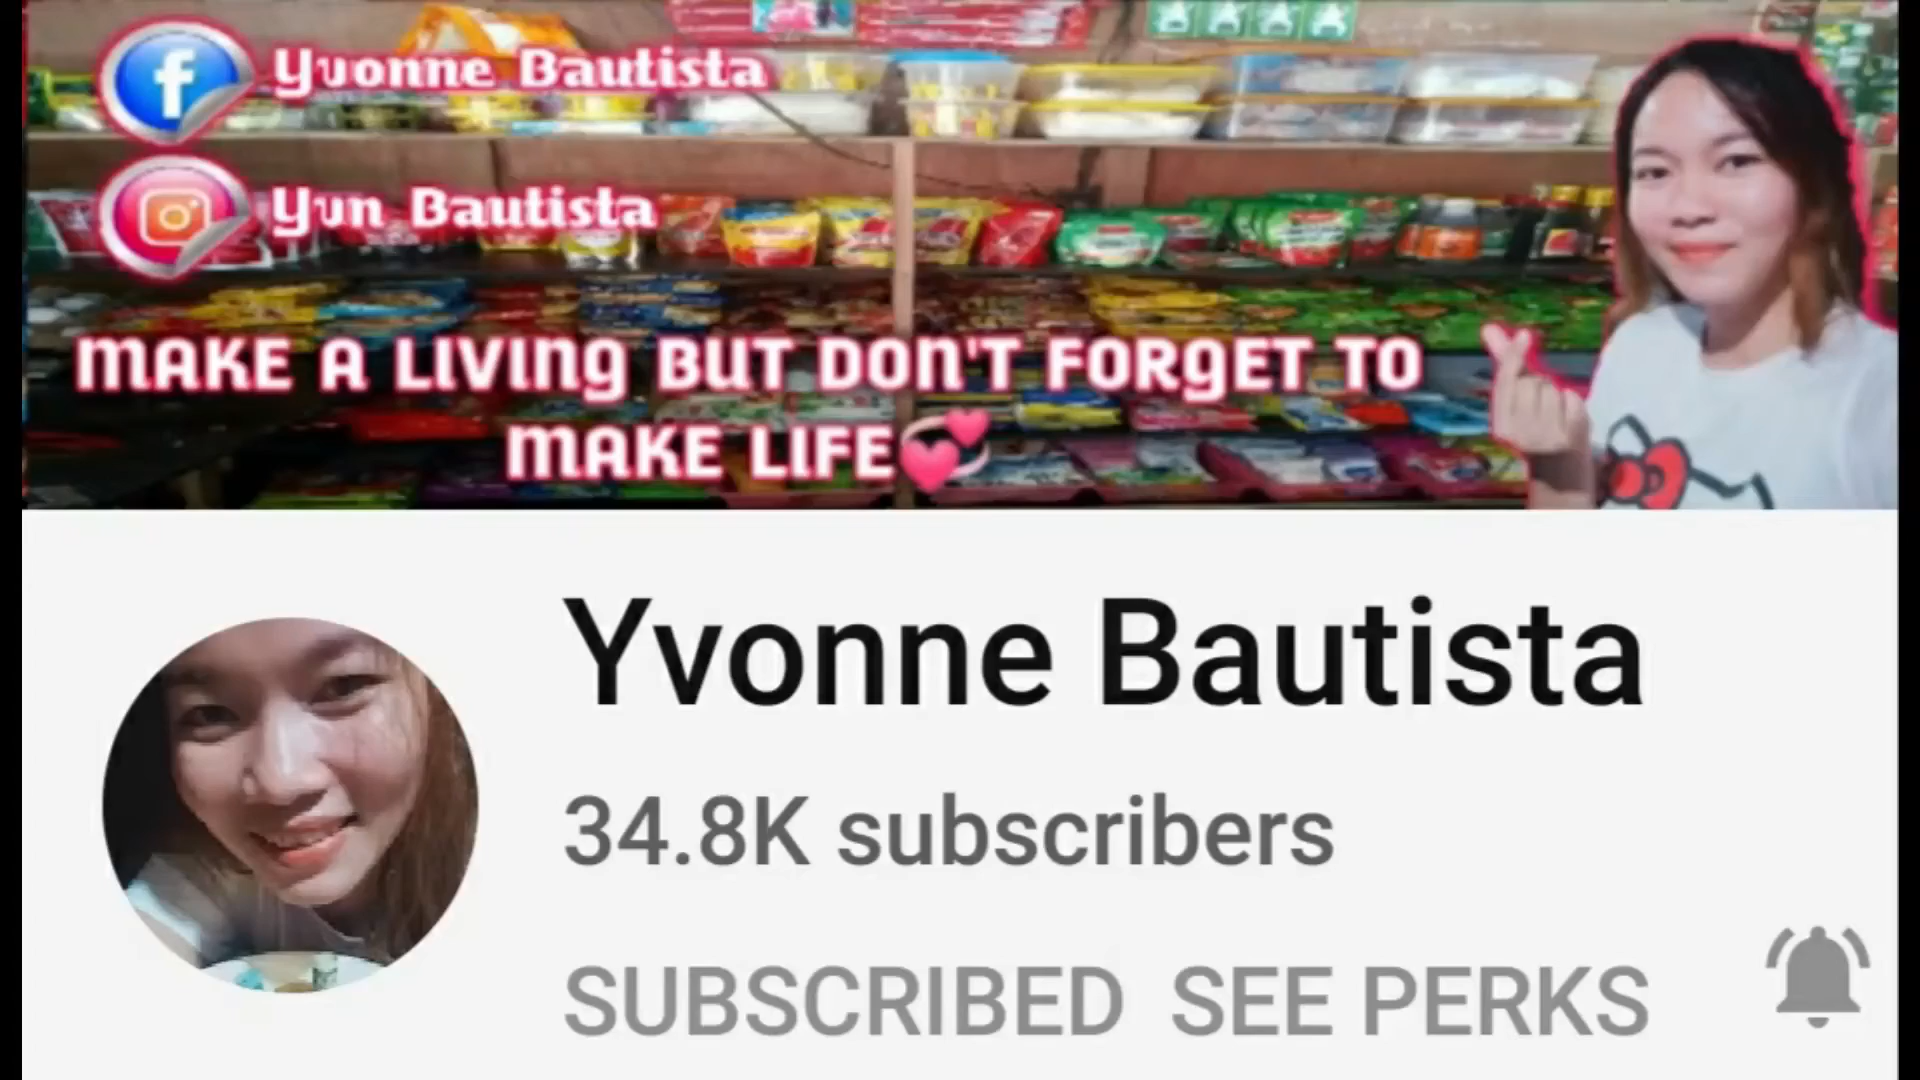 Yvonne Bautista
Yvn Bautista
MAKE A LIVING BUT DON'T FORGET TO
MAKE LIFE💞
Yvonne Bautista
34.8K subscribers
SUBSCRIBED SEE PERKS